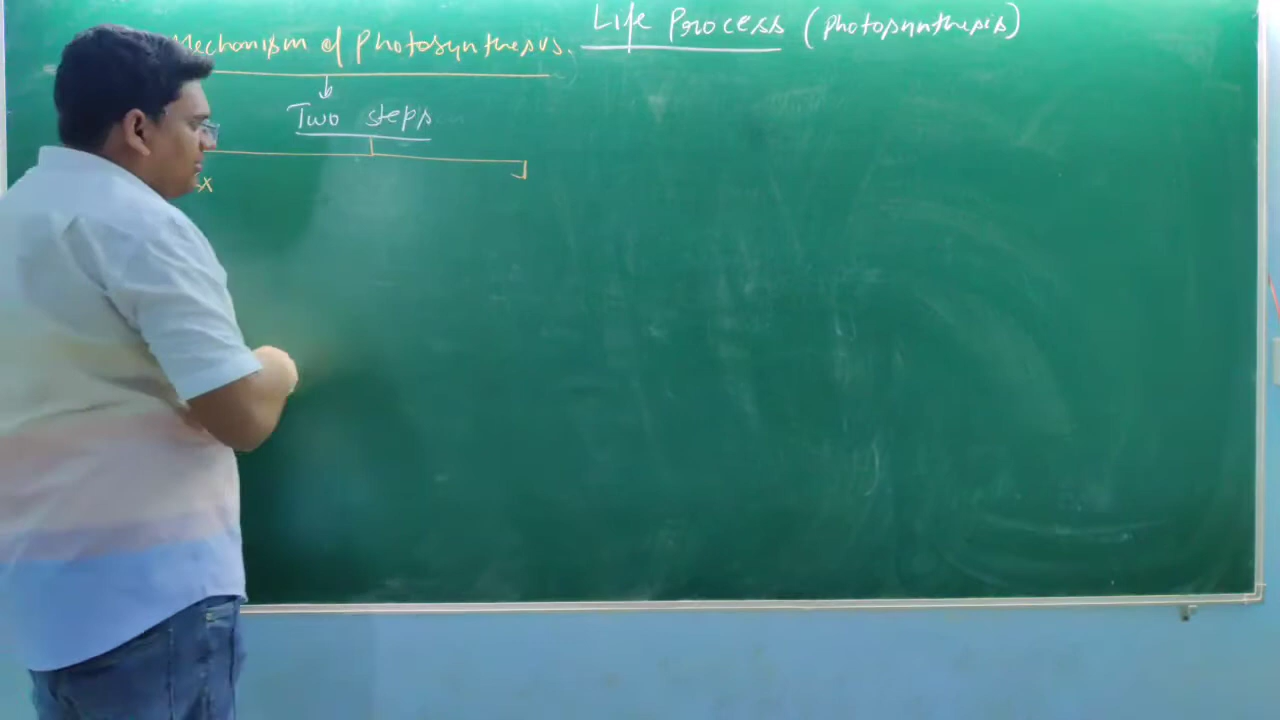 Life Process (Photosynthesis)
Mechanism of Photosynthesis.
Two steps